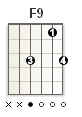 F9
1
3 4
× × ● ○ ○ ○